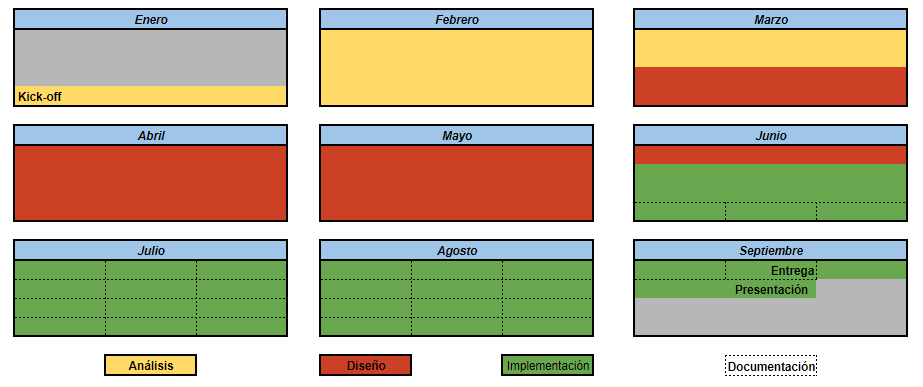 Enero
Febrero
Marzo
Kick-off
Abril
Mayo
Junio
Julio
Agosto
Septiembre
Entrega
Presentación
Análisis
Diseño
Implementación
Documentación